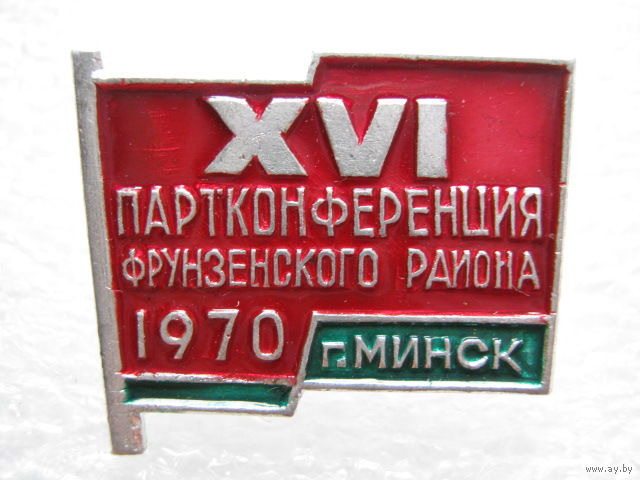 XVI
ПАРТКОНФЕРЕНЦИЯ
ФРУНЗЕНСКОГО РАЙОНА
1970
г. МИНСК
www.ay.by